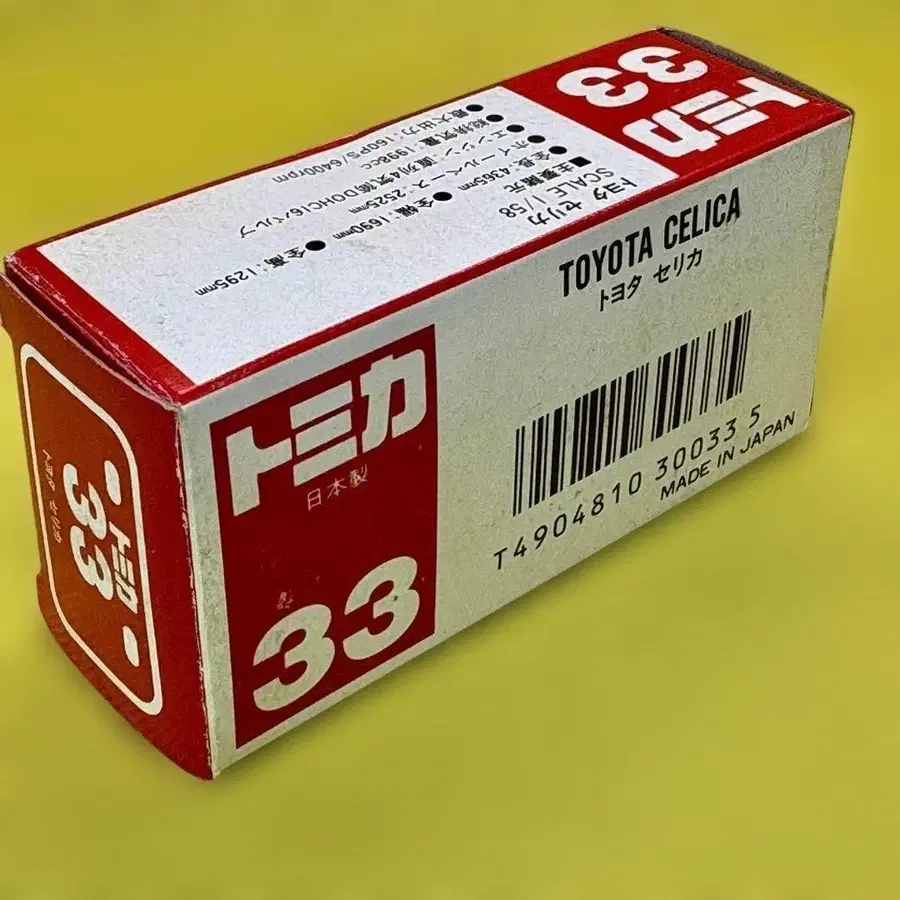 トミカ
33
トヨタ セリカ
SCALE 1/58
■主要諸元
●全長:4365mm ●全幅:1690mm ●全高:1295mm
●ホイールベース:2525mm
●エンジン:直列4気筒DOHC16バルブ
●総排気量:1998cc
●最大出力:160PS/6400rpm
TOYOTA CELICA
トヨタ セリカ
T4904810 30033 5
MADE IN JAPAN
トミカ
日本製
33
トミカ
33
トヨタ セリカ